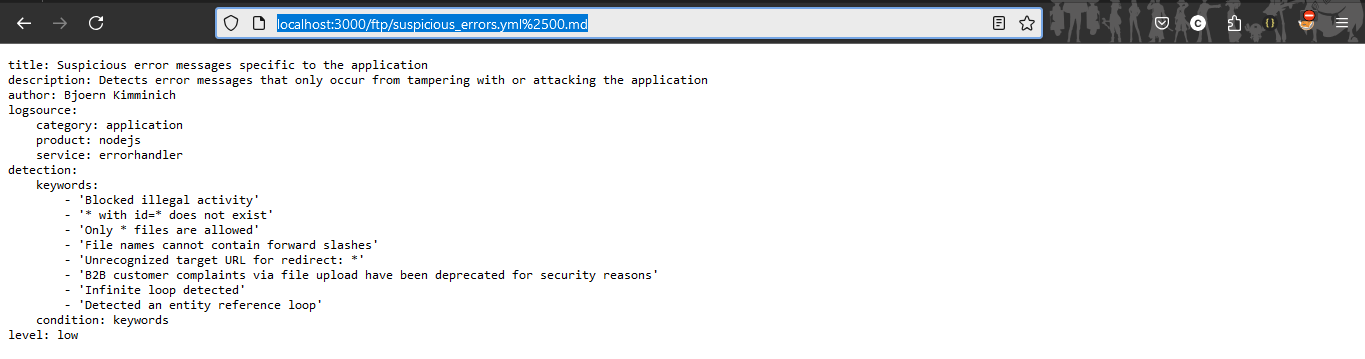 localhost:3000/ftp/suspicious_errors.yml%2500.md
title: Suspicious error messages specific to the application
description: Detects error messages that only occur from tampering with or attacking the application
author: Bjoern Kimminich
logsource:
    category: application
    product: nodejs
    service: errorhandler
detection:
    keywords:
        - 'Blocked illegal activity'
        - '* with id=* does not exist'
        - 'Only * files are allowed'
        - 'File names cannot contain forward slashes'
        - 'Unrecognized target URL for redirect: *'
        - 'B2B customer complaints via file upload have been deprecated for security reasons'
        - 'Infinite loop detected'
        - 'Detected an entity reference loop'
    condition: keywords
level: low